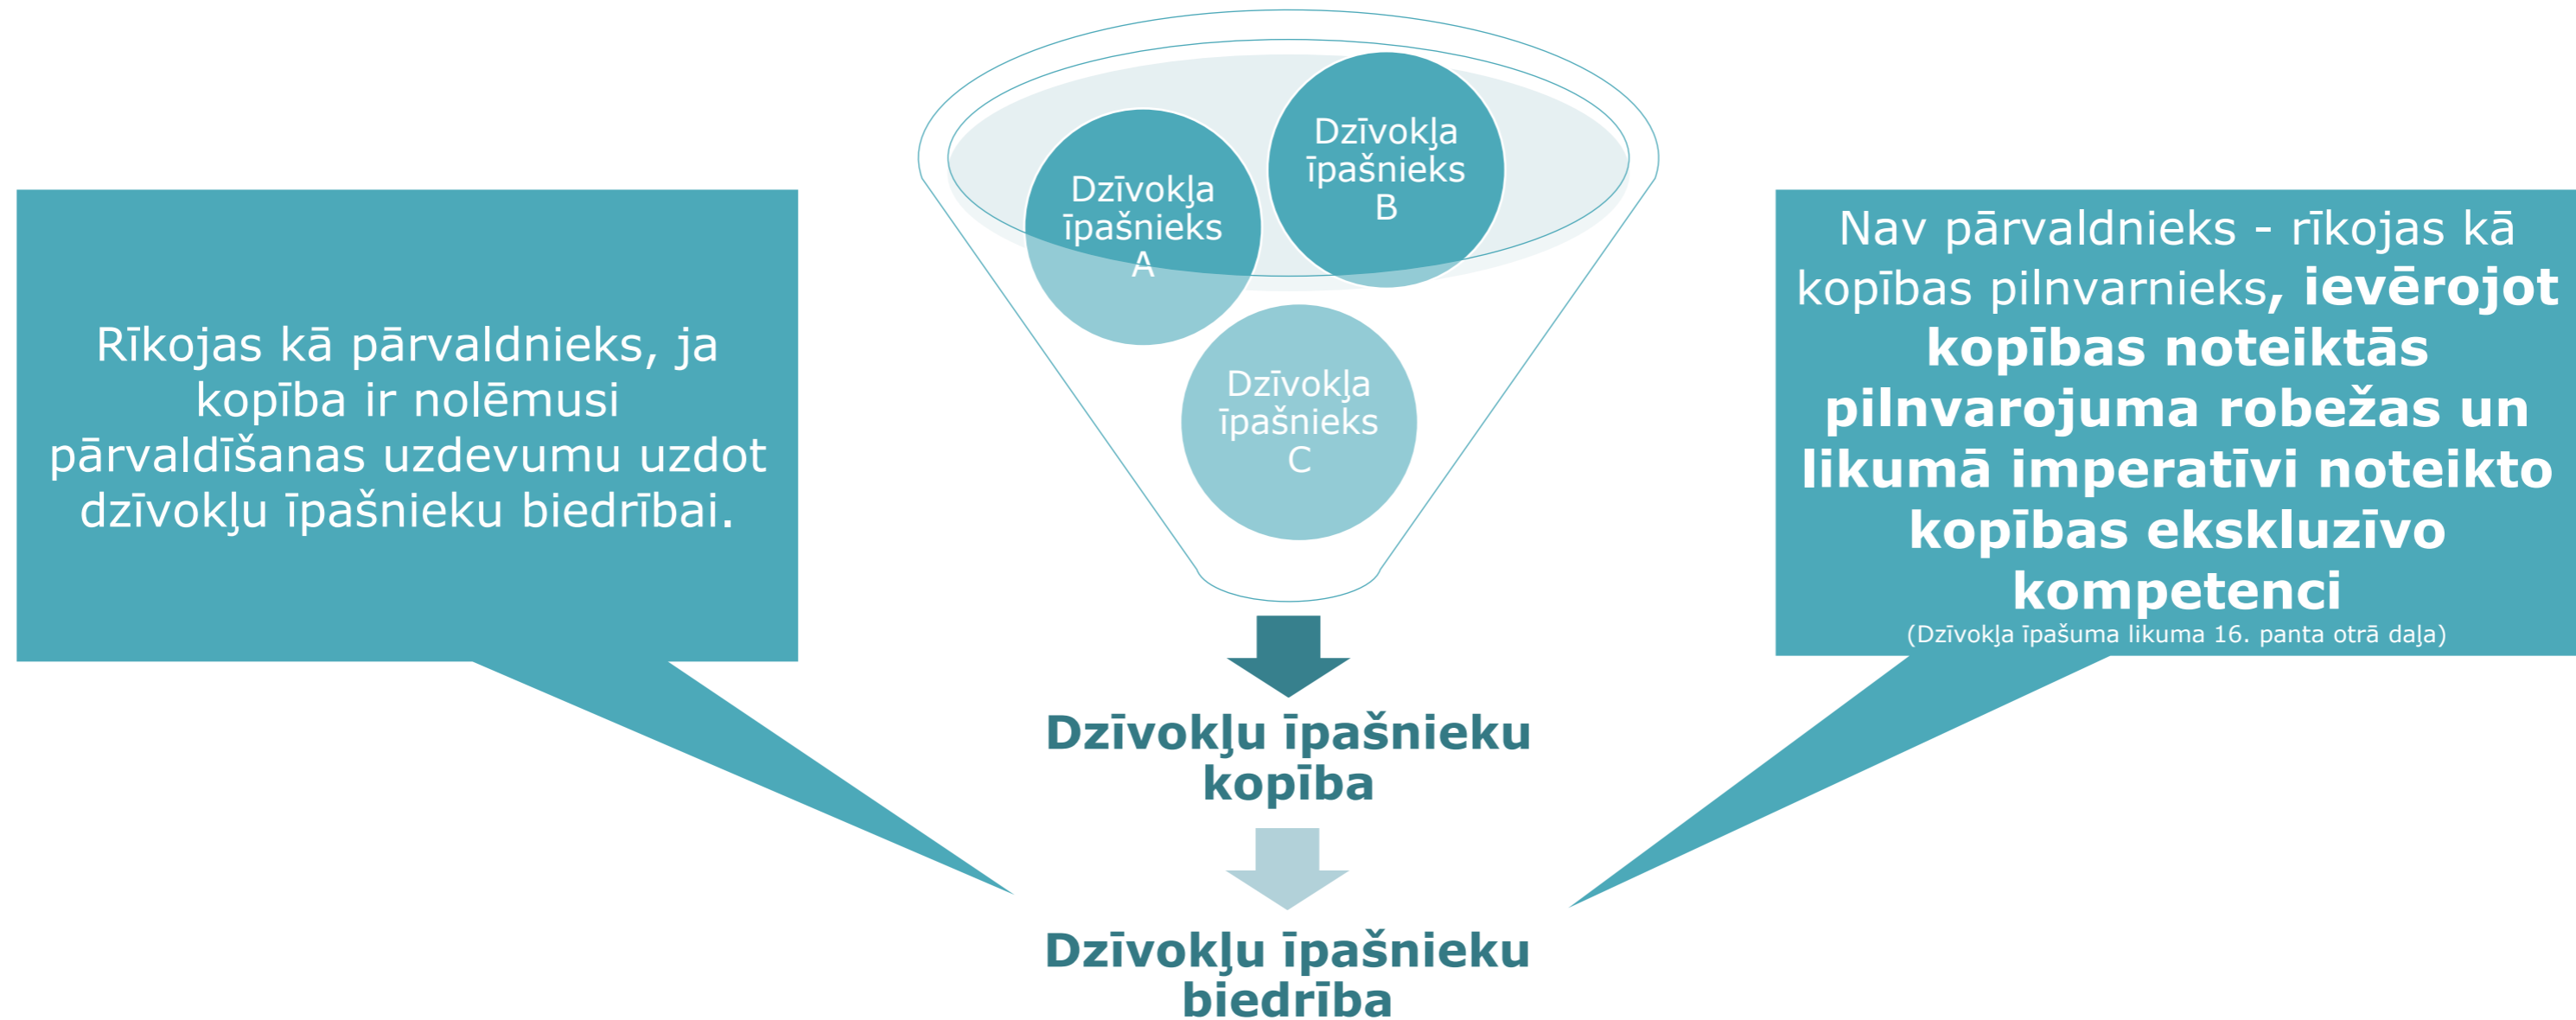 Rīkojas kā pārvaldnieks, ja
kopība ir nolēmusi
pārvaldīšanas uzdevumu uzdot
dzīvokļu īpašnieku biedrībai.
Dzīvokļa
īpašnieks
A
Dzīvokļa
īpašnieks
B
Dzīvokļa
īpašnieks
C
Dzīvokļu īpašnieku
kopība
Dzīvokļu īpašnieku
biedrība
Nav pārvaldnieks - rīkojas kā
kopības pilnvarnieks, ievērojot
kopības noteiktās
pilnvarojuma robežas un
likumā imperatīvi noteikto
kopības ekskluzīvo
kompetenci
(Dzīvokļa īpašuma likuma 16. panta otrā daļa)